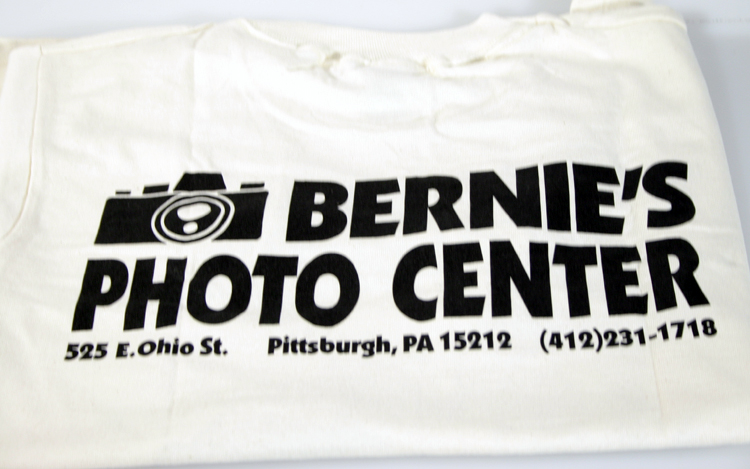 BERNIE'S
PHOTO CENTER
525 E.Ohio St. Pittsburgh, PA 15212 (412)231-1718